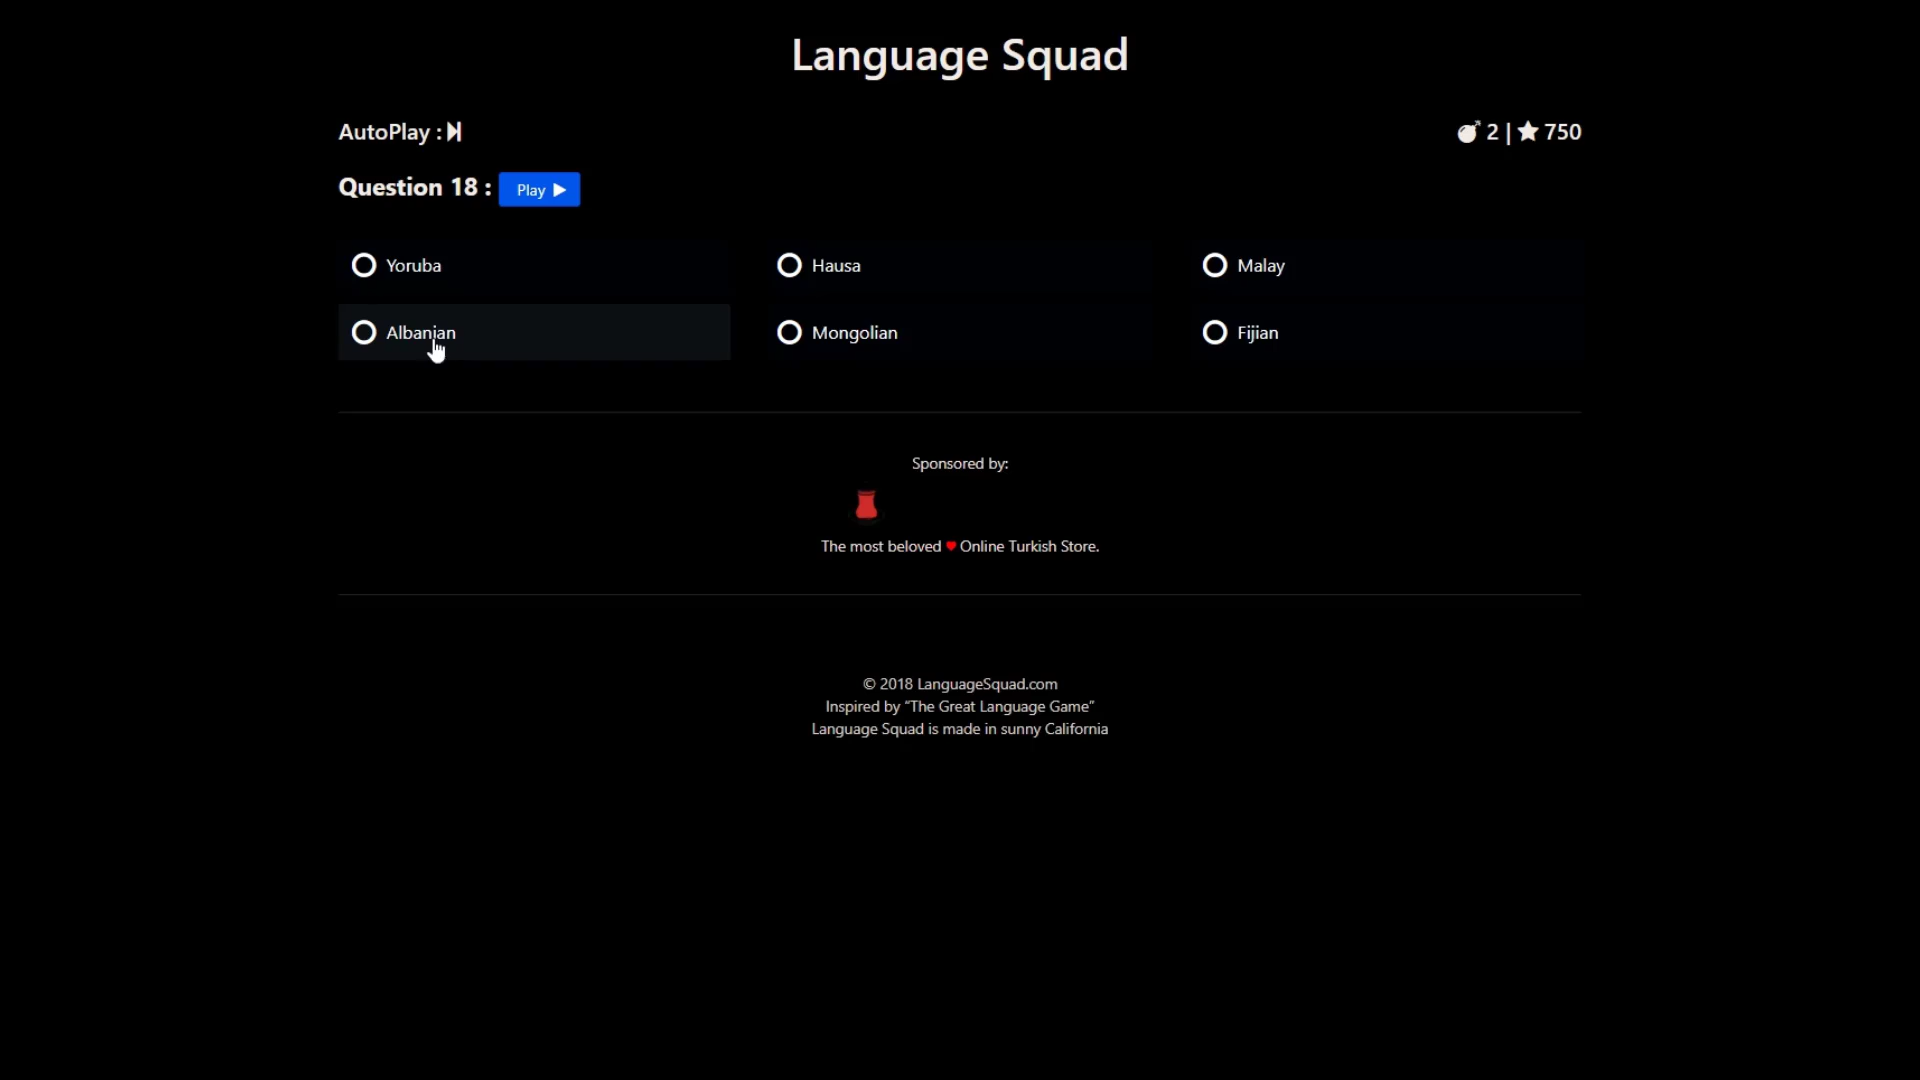 Language Squad
AutoPlay :
2 | 750
Question 18 : Play
Yoruba
Hausa
Malay
Albanian
Mongolian
Fijian
Sponsored by:
The most beloved Online Turkish Store.
© 2018 LanguageSquad.com
Inspired by “The Great Language Game”
Language Squad is made in sunny California